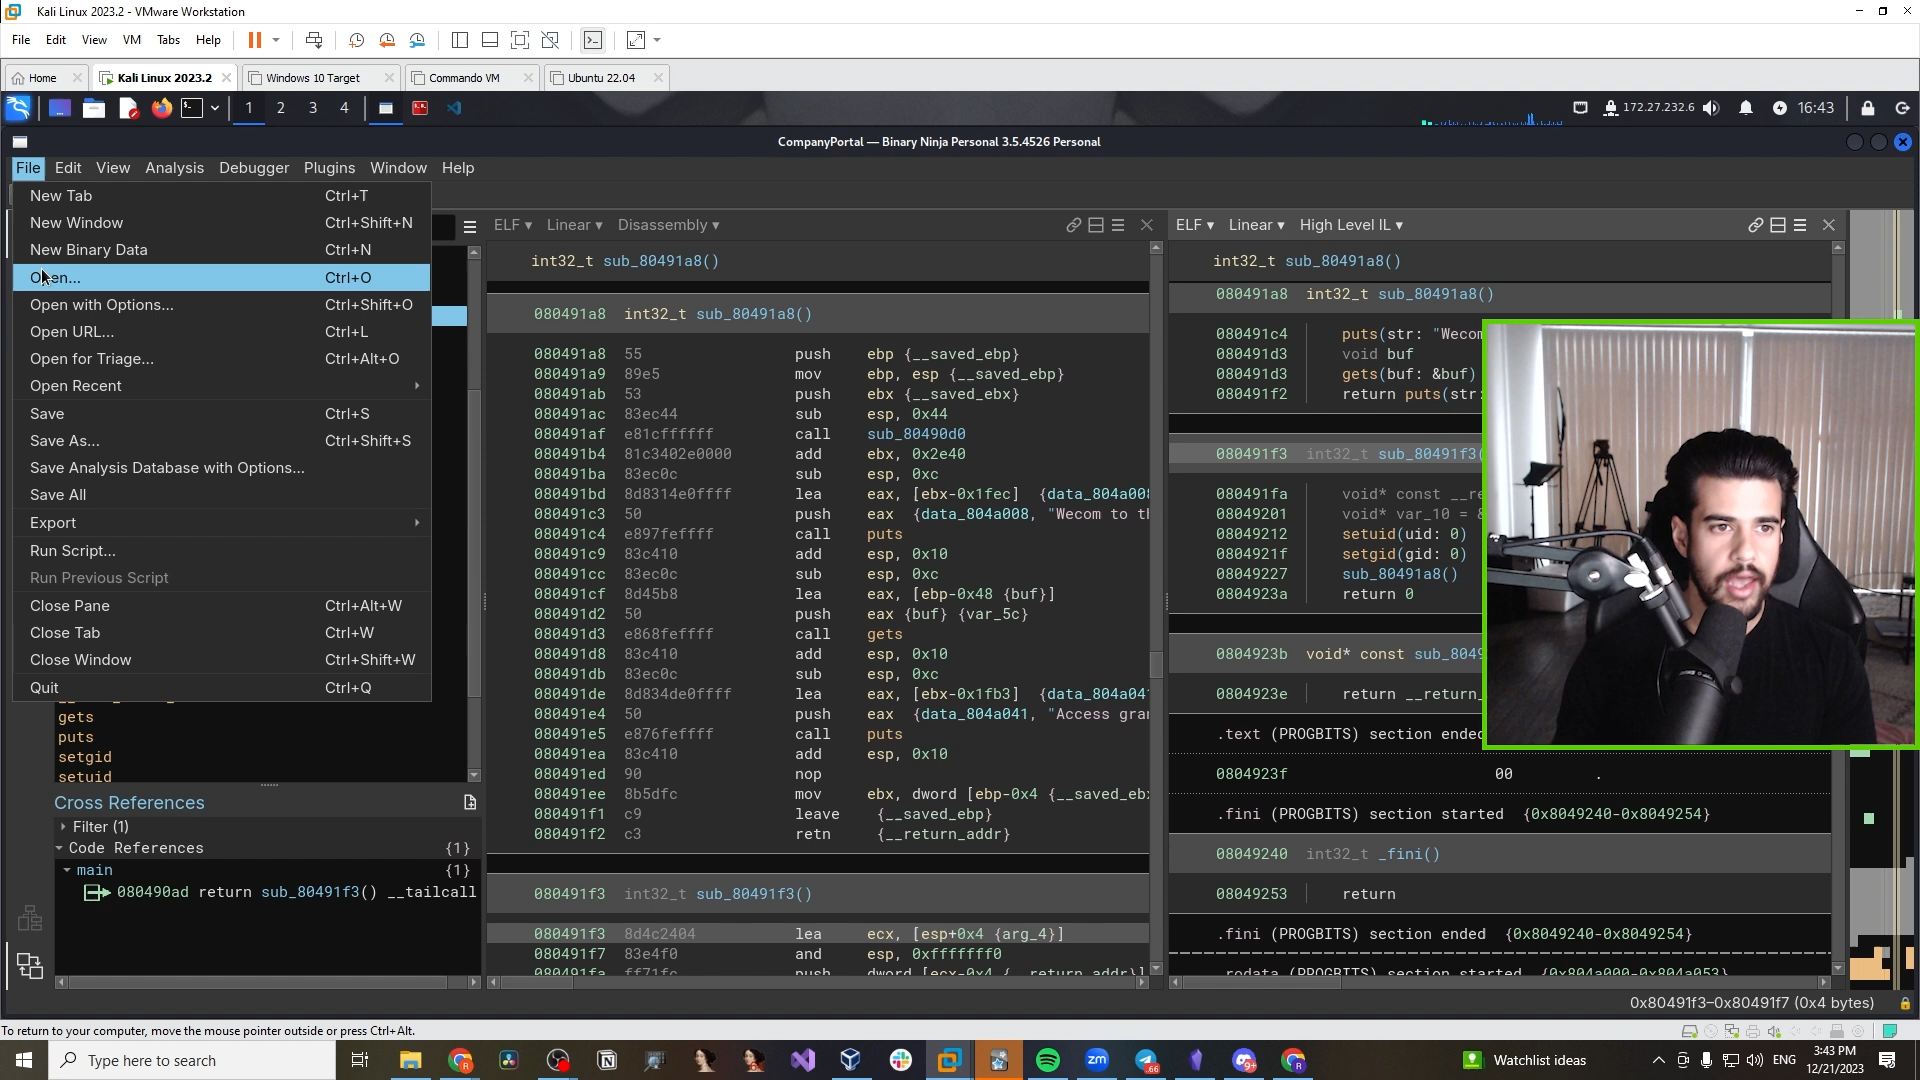 Kali Linux 2023.2 - VMware Workstation
File Edit View VM Tabs Help
Home Kali Linux 2023.2 Windows 10 Target Commando VM Ubuntu 22.04
1 2 3 4 172.27.232.6 16:43
CompanyPortal — Binary Ninja Personal 3.5.4526 Personal
File Edit View Analysis Debugger Plugins Window Help
New Tab Ctrl+T
New Window Ctrl+Shift+N
New Binary Data Ctrl+N
Open... Ctrl+O
Open with Options... Ctrl+Shift+O
Open URL... Ctrl+L
Open for Triage... Ctrl+Alt+O
Open Recent
Save Ctrl+S
Save As... Ctrl+Shift+S
Save Analysis Database with Options...
Save All
Export
Run Script...
Run Previous Script
Close Pane Ctrl+Alt+W
Close Tab Ctrl+W
Close Window Ctrl+Shift+W
Quit Ctrl+Q
gets
puts
setgid
setuid
Cross References
Filter (1)
Code References {1}
main {1}
080490ad return sub_80491f3() __tailcall
ELF ▾ Linear ▾ Disassembly ▾
int32_t sub_80491a8()
080491a8 int32_t sub_80491a8()
080491a8 55 push ebp {__saved_ebp}
080491a9 89e5 mov ebp, esp {__saved_ebp}
080491ab 53 push ebx {__saved_ebx}
080491ac 83ec44 sub esp, 0x44
080491af e81cffffff call sub_80490d0
080491b4 81c3402e0000 add ebx, 0x2e40
080491ba 83ec0c sub esp, 0xc
080491bd 8d8314e0ffff lea eax, [ebx-0x1fec] {data_804a008
080491c3 50 push eax {data_804a008, "Wecom to th
080491c4 e897feffff call puts
080491c9 83c410 add esp, 0x10
080491cc 83ec0c sub esp, 0xc
080491cf 8d45b8 lea eax, [ebp-0x48 {buf}]
080491d2 50 push eax {buf} {var_5c}
080491d3 e868feffff call gets
080491d8 83c410 add esp, 0x10
080491db 83ec0c sub esp, 0xc
080491de 8d834de0ffff lea eax, [ebx-0x1fb3] {data_804a041
080491e4 50 push eax {data_804a041, "Access gran
080491e5 e876feffff call puts
080491ea 83c410 add esp, 0x10
080491ed 90 nop
080491ee 8b5dfc mov ebx, dword [ebp-0x4 {__saved_ebx
080491f1 c9 leave {__saved_ebp}
080491f2 c3 retn {__return_addr}
080491f3 int32_t sub_80491f3()
080491f3 8d4c2404 lea ecx, [esp+0x4 {arg_4}]
080491f7 83e4f0 and esp, 0xfffffff0
080491fa ff71fc push dword [ecx-0x4 {__return_addr}]
ELF ▾ Linear ▾ High Level IL ▾
int32_t sub_80491a8()
080491a8 int32_t sub_80491a8()
080491c4 puts(str: "Wecom
080491d3 void buf
080491d3 gets(buf: &buf)
080491f2 return puts(str:
080491f3 int32_t sub_80491f3(
080491fa void* const __re
08049201 void* var_10 = &
08049212 setuid(uid: 0)
0804921f setgid(gid: 0)
08049227 sub_80491a8()
0804923a return 0
0804923b void* const sub_8049
0804923e return __return_
.text (PROGBITS) section ended
0804923f 00 .
.fini (PROGBITS) section started {0x8049240-0x8049254}
08049240 int32_t _fini()
08049253 return
.fini (PROGBITS) section ended {0x8049240-0x8049254}
.rodata (PROGBITS) section started {0x804a000-0x804a053}
0x80491f3–0x80491f7 (0x4 bytes)
To return to your computer, move the mouse pointer outside or press Ctrl+Alt.
Type here to search
Watchlist ideas
ENG
3:43 PM
12/21/2023